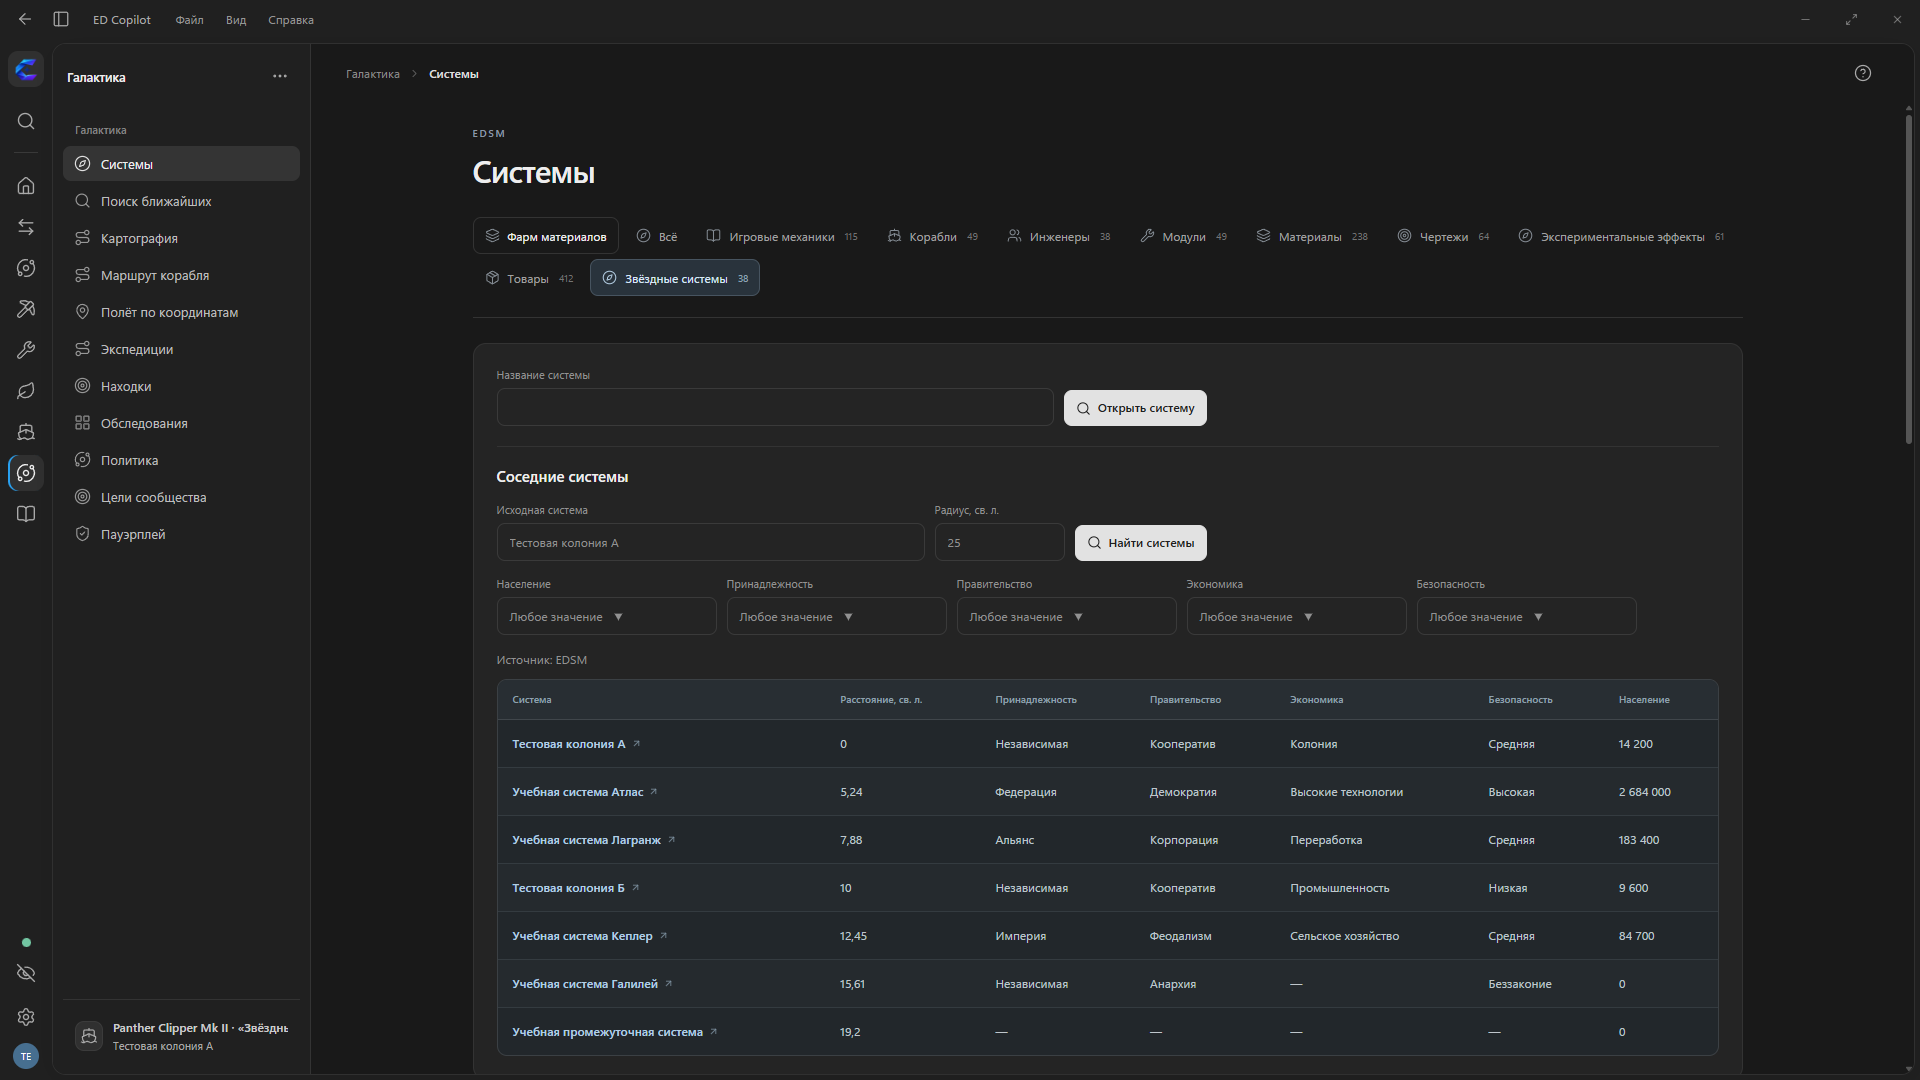 ED Copilot Файл Вид Справка
Галактика
Галактика > Системы
Галактика
Системы
Поиск ближайших
Картография
Маршрут корабля
Полёт по координатам
Экспедиции
Находки
Обследования
Политика
Цели сообщества
Пауэрплей
Panther Clipper Mk II · «Звёздны
Тестовая колония А
TE
EDSM
Системы
Фарм материалов Всё Игровые механики 115 Корабли 49 Инженеры 38 Модули 49 Материалы 238 Чертежи 64 Экспериментальные эффекты 61
Товары 412 Звёздные системы 38
Название системы
Открыть систему
Соседние системы
Исходная система Радиус, св. л.
Тестовая колония А 25 Найти системы
Население Принадлежность Правительство Экономика Безопасность
Любое значение ▼ Любое значение ▼ Любое значение ▼ Любое значение ▼ Любое значение ▼
Источник: EDSM
Система Расстояние, св. л. Принадлежность Правительство Экономика Безопасность Население
Тестовая колония А 0 Независимая Кооператив Колония Средняя 14 200
Учебная система Атлас 5,24 Федерация Демократия Высокие технологии Высокая 2 684 000
Учебная система Лагранж 7,88 Альянс Корпорация Переработка Средняя 183 400
Тестовая колония Б 10 Независимая Кооператив Промышленность Низкая 9 600
Учебная система Кеплер 12,45 Империя Феодализм Сельское хозяйство Средняя 84 700
Учебная система Галилей 15,61 Независимая Анархия — Беззаконие 0
Учебная промежуточная система 19,2 — — — — 0